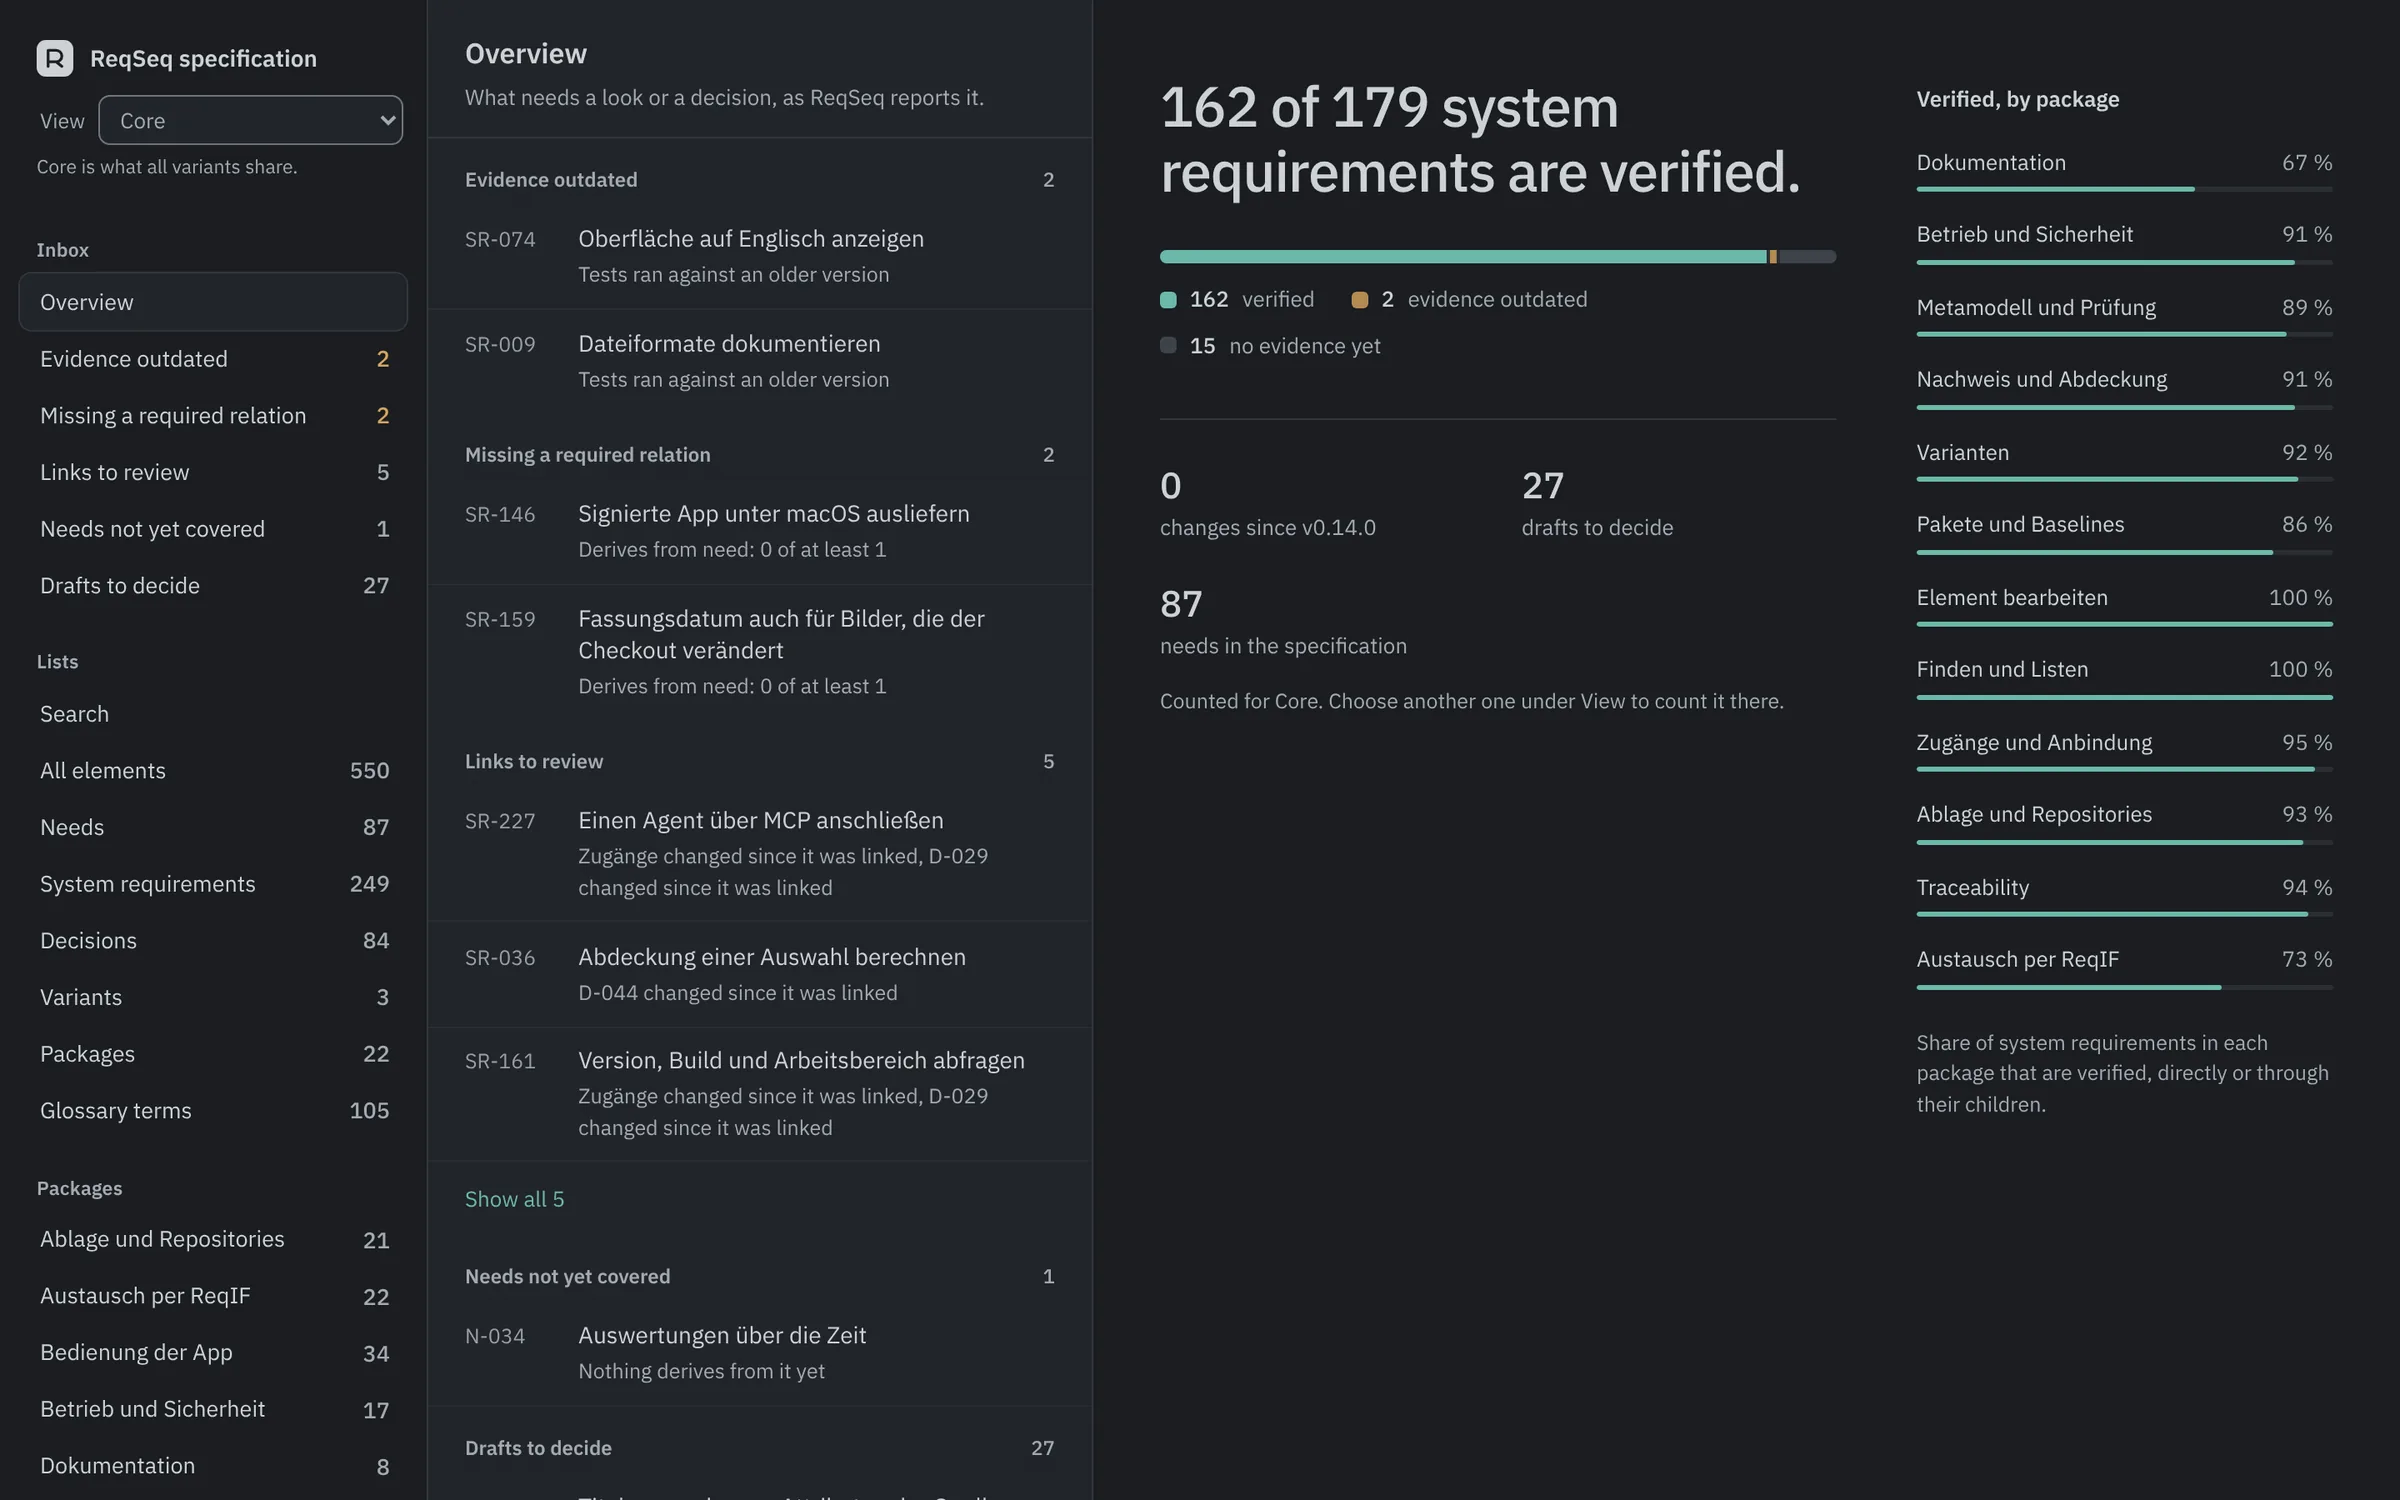 R
ReqSeq specification
View
Core
Core is what all variants share.
Inbox
Overview
Evidence outdated 2
Missing a required relation 2
Links to review 5
Needs not yet covered 1
Drafts to decide 27
Lists
Search
All elements 550
Needs 87
System requirements 249
Decisions 84
Variants 3
Packages 22
Glossary terms 105
Packages
Ablage und Repositories 21
Austausch per ReqIF 22
Bedienung der App 34
Betrieb und Sicherheit 17
Dokumentation 8
Overview
What needs a look or a decision, as ReqSeq reports it.
Evidence outdated 2
SR-074 Oberfläche auf Englisch anzeigen
Tests ran against an older version
SR-009 Dateiformate dokumentieren
Tests ran against an older version
Missing a required relation 2
SR-146 Signierte App unter macOS ausliefern
Derives from need: 0 of at least 1
SR-159 Fassungsdatum auch für Bilder, die der
Checkout verändert
Derives from need: 0 of at least 1
Links to review 5
SR-227 Einen Agent über MCP anschließen
Zugänge changed since it was linked, D-029
changed since it was linked
SR-036 Abdeckung einer Auswahl berechnen
D-044 changed since it was linked
SR-161 Version, Build und Arbeitsbereich abfragen
Zugänge changed since it was linked, D-029
changed since it was linked
Show all 5
Needs not yet covered 1
N-034 Auswertungen über die Zeit
Nothing derives from it yet
Drafts to decide 27
162 of 179 system
requirements are verified.
162 verified 2 evidence outdated
15 no evidence yet
0
changes since v0.14.0
27
drafts to decide
87
needs in the specification
Counted for Core. Choose another one under View to count it there.
Verified, by package
Dokumentation 67 %
Betrieb und Sicherheit 91 %
Metamodell und Prüfung 89 %
Nachweis und Abdeckung 91 %
Varianten 92 %
Pakete und Baselines 86 %
Element bearbeiten 100 %
Finden und Listen 100 %
Zugänge und Anbindung 95 %
Ablage und Repositories 93 %
Traceability 94 %
Austausch per ReqIF 73 %
Share of system requirements in each
package that are verified, directly or through
their children.